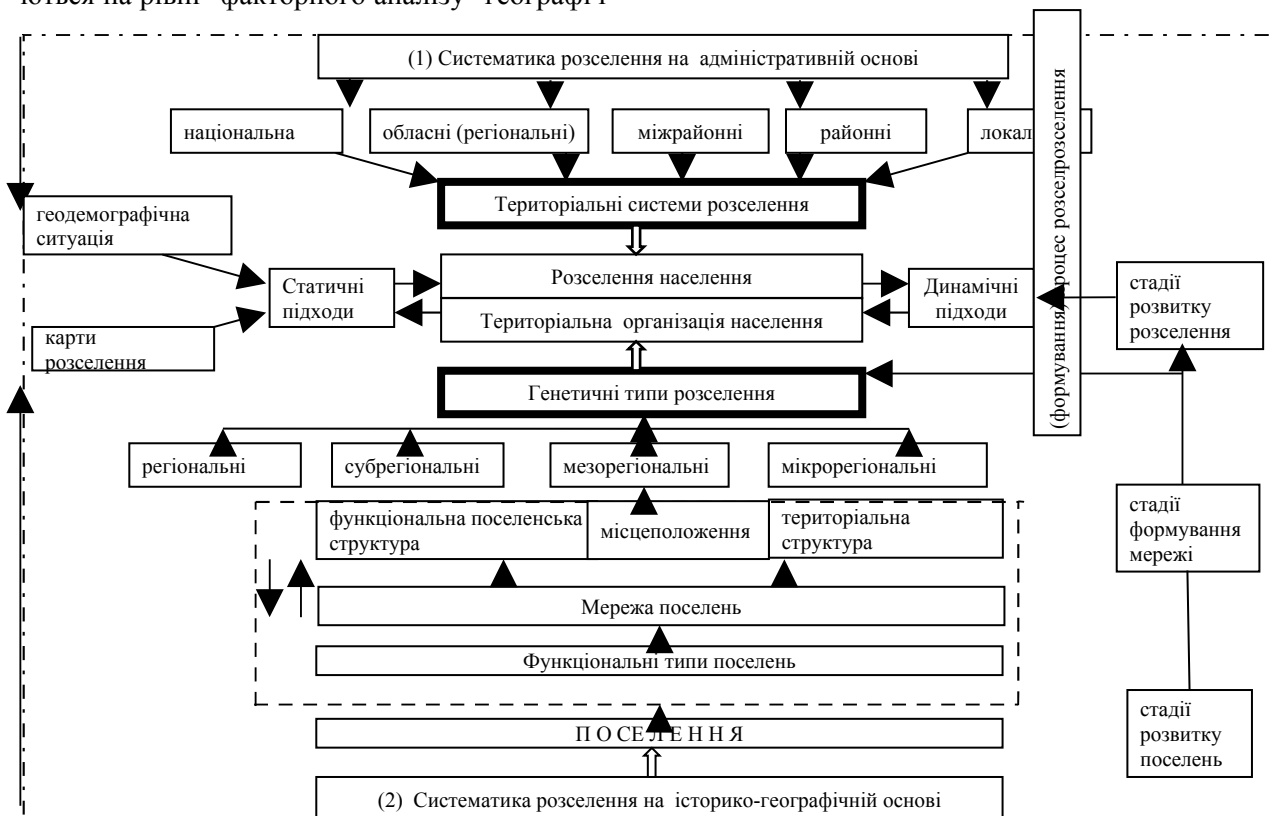 ються на рівні факторного аналізу географі і
(1) Систематика розселення на адміністративній основі
національна
обласні (регіональні)
міжрайонні
районні
локал
(формування) процес розселрозселення
Територіальні системи розселення
геодемографічна
ситуація
Розселення населення
Територіальна організація населення
Статичні
підходи
Динамічні
підходи
стадії
розвитку
розселення
карти
розселення
Генетичні типи розселення
регіональні
субрегіональні
мезорегіональні
мікрорегіональні
функціональна поселенська
структура
місцеположення
територіальна
структура
стадії
формування
мережі
Мережа поселень
Функціональні типи поселень
П О С Е Л Е Н Н Я
стадії
розвитку
поселень
(2) Систематика розселення на історико-географічній основі